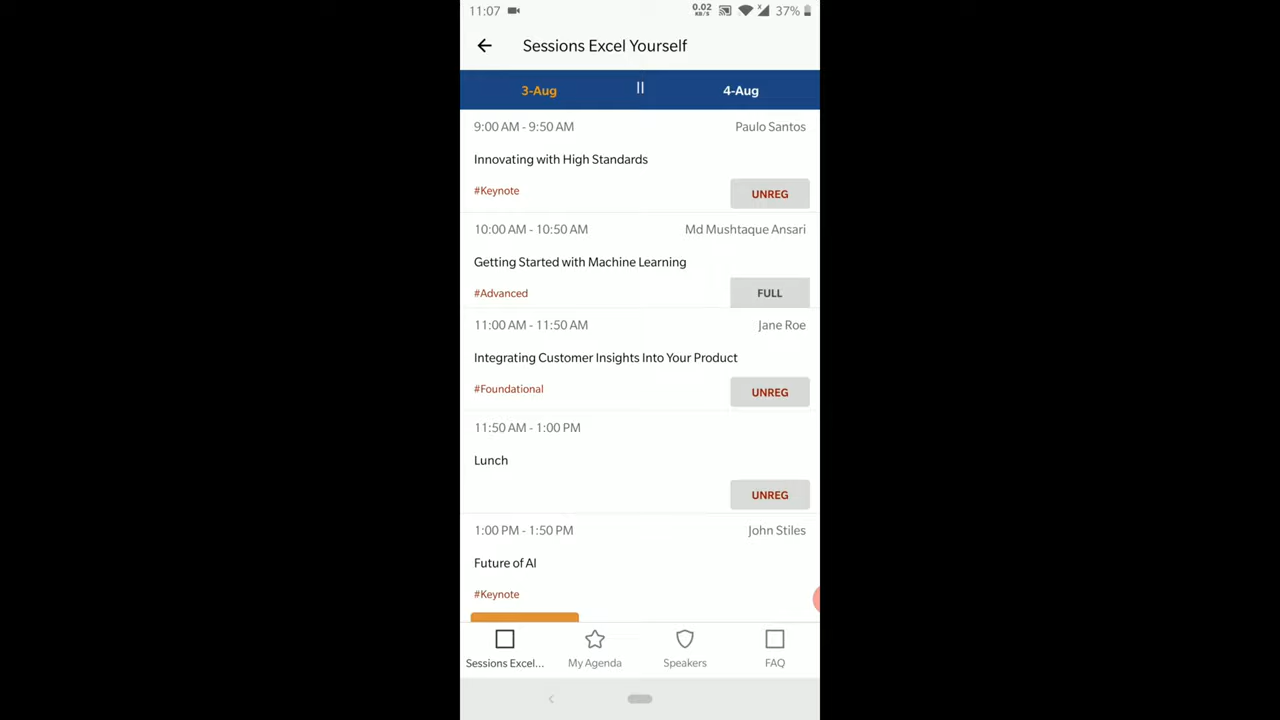 11:07
0.02
KB/S
x
37%
Sessions Excel Yourself
3-Aug
||
4-Aug
9:00 AM - 9:50 AM
Paulo Santos
Innovating with High Standards
#Keynote
UNREG
10:00 AM - 10:50 AM
Md Mushtaque Ansari
Getting Started with Machine Learning
#Advanced
FULL
11:00 AM - 11:50 AM
Jane Roe
Integrating Customer Insights Into Your Product
#Foundational
UNREG
11:50 AM - 1:00 PM
Lunch
UNREG
1:00 PM - 1:50 PM
John Stiles
Future of AI
#Keynote
Sessions Excel...
My Agenda
Speakers
FAQ